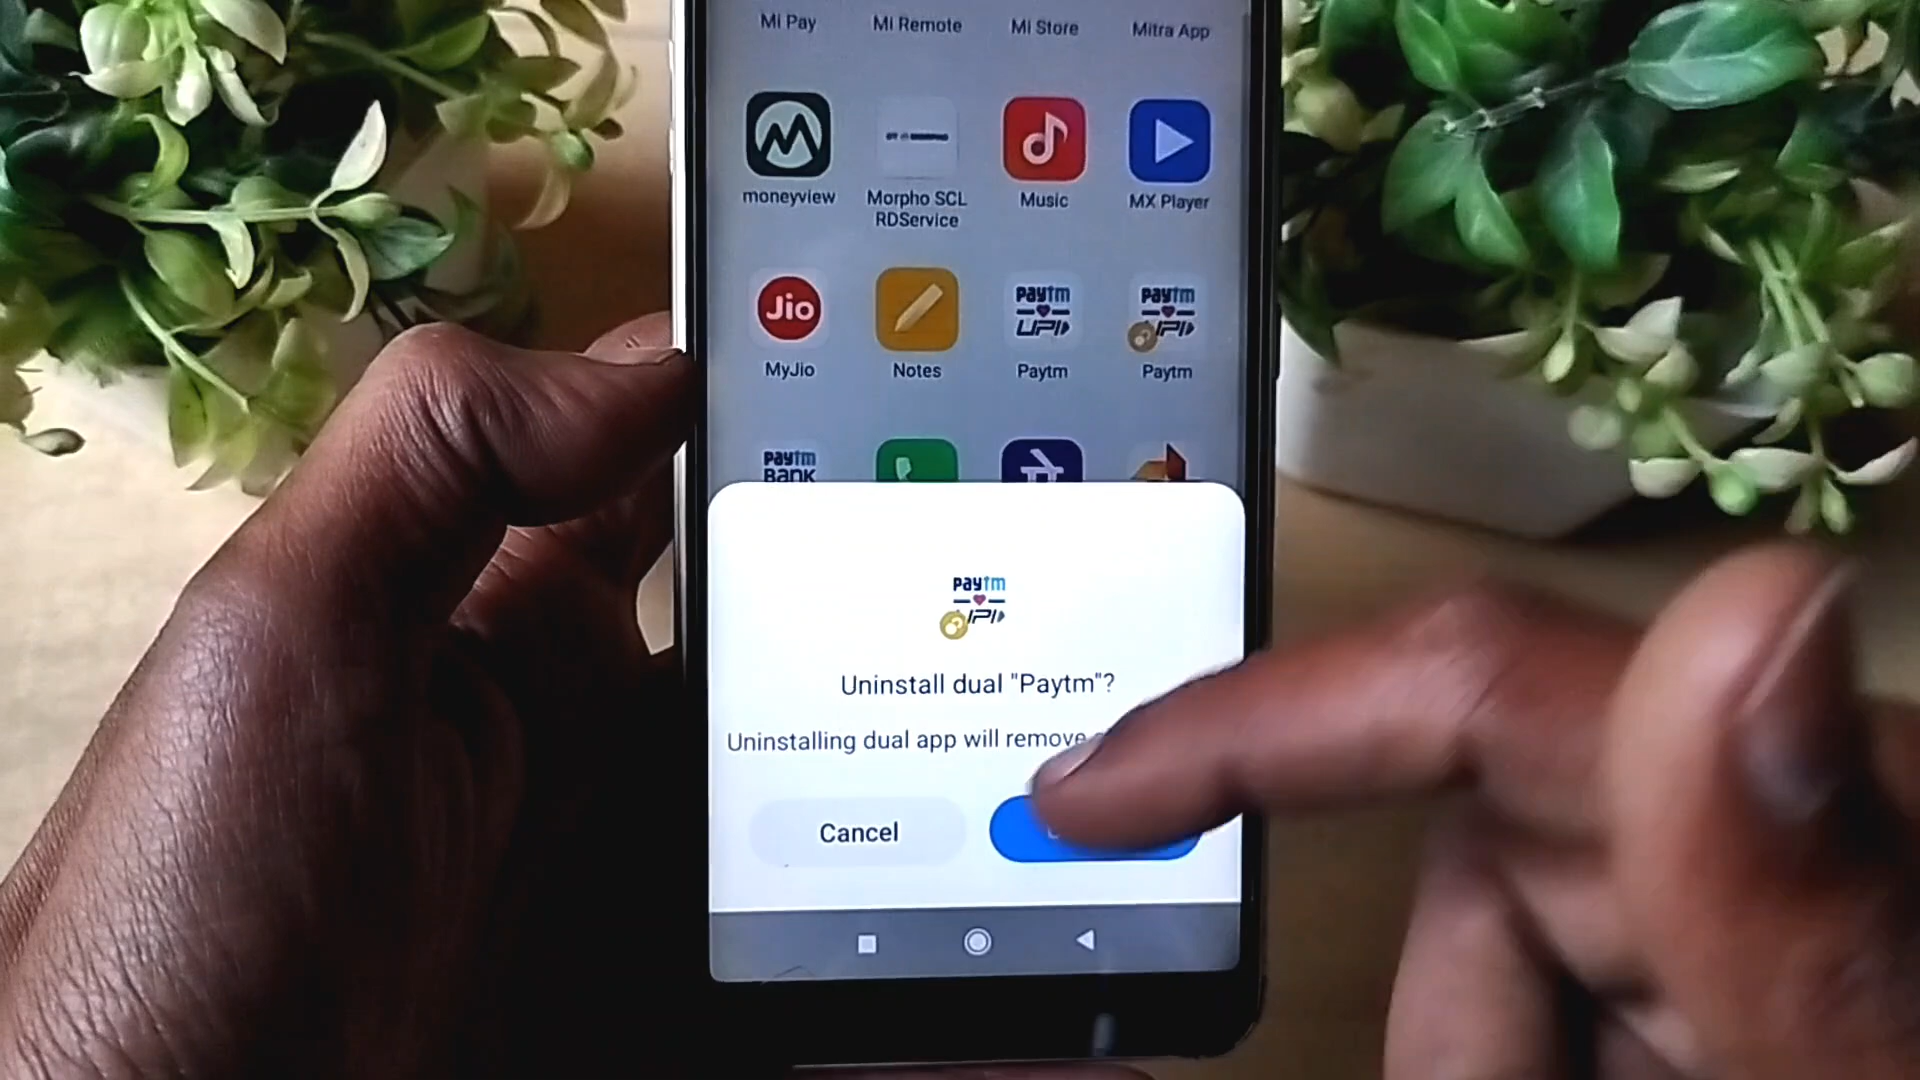 Mi Pay
Mi Remote
Mi Store
Mitra App
moneyview
Morpho SCL
RDService
Music
MX Player
Jio
Paytm
UPI
Paytm
UPI
MyJio
Notes
Paytm
Paytm
Paytm
BANK
Paytm
UPI
Uninstall dual "Paytm"?
Uninstalling dual app will remove
Cancel